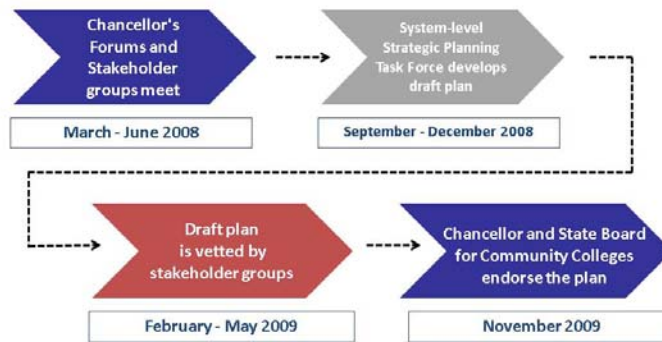 Chancellor's
Forums and
Stakeholder
groups meet
March - June 2008
System-level
Strategic Planning
Task Force develops
draft plan
September - December 2008
Draft plan
is vetted by
stakeholder groups
February - May 2009
Chancellor and State Board
for Community Colleges
endorse the plan
November 2009